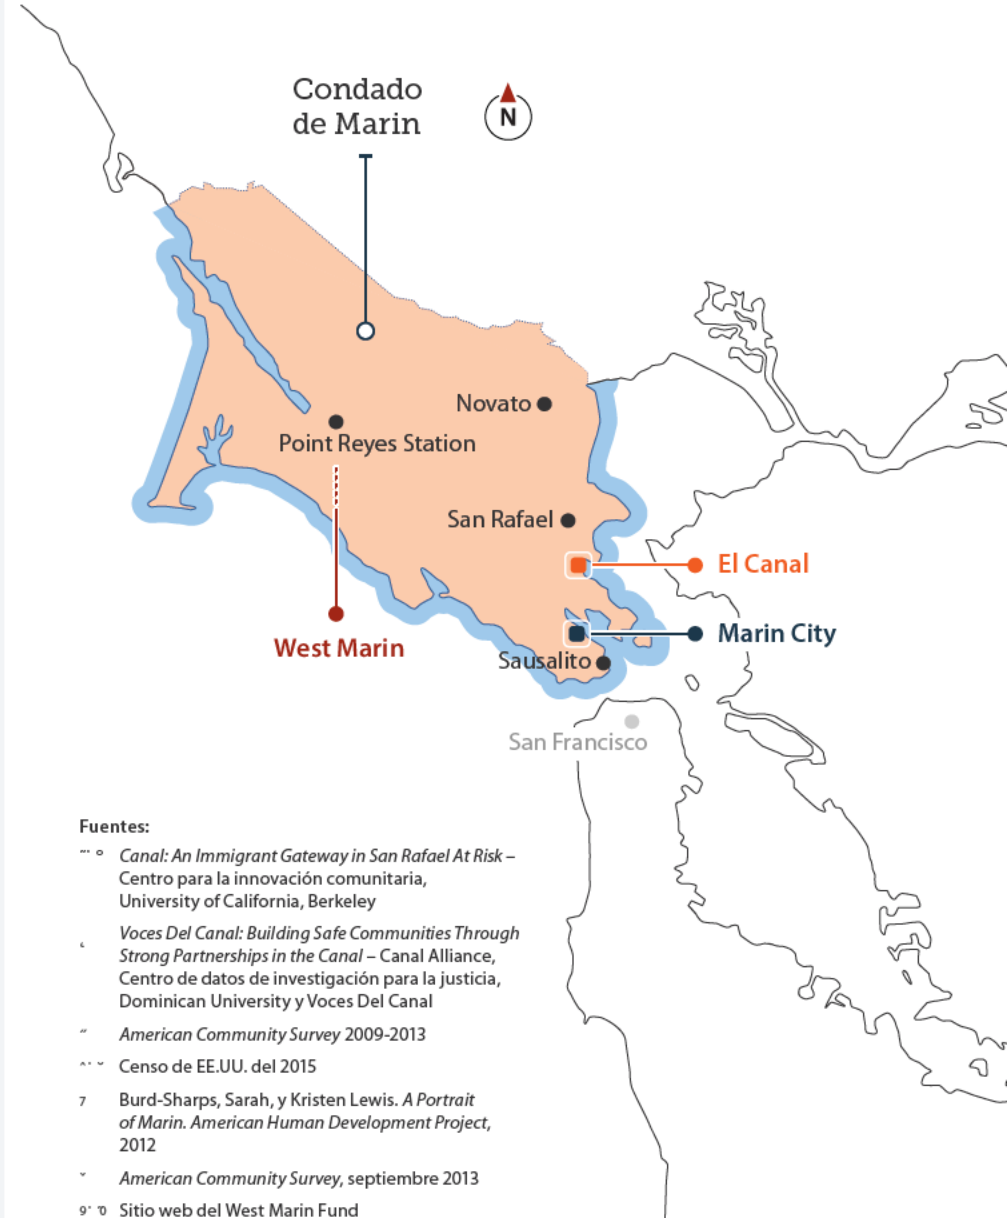 Condado
de Marin
N
Novato
Point Reyes Station
San Rafael
El Canal
Marin City
West Marin
Sausalito
San Francisco
Fuentes:
Canal: An Immigrant Gateway in San Rafael At Risk –
Centro para la innovación comunitaria,
University of California, Berkeley
Voces Del Canal: Building Safe Communities Through
Strong Partnerships in the Canal – Canal Alliance,
Centro de datos de investigación para la justicia,
Dominican University y Voces Del Canal
American Community Survey 2009-2013
Censo de EE.UU. del 2015
7 Burd-Sharps, Sarah, y Kristen Lewis. A Portrait
of Marin. American Human Development Project,
2012
American Community Survey, septiembre 2013
Sitio web del West Marin Fund